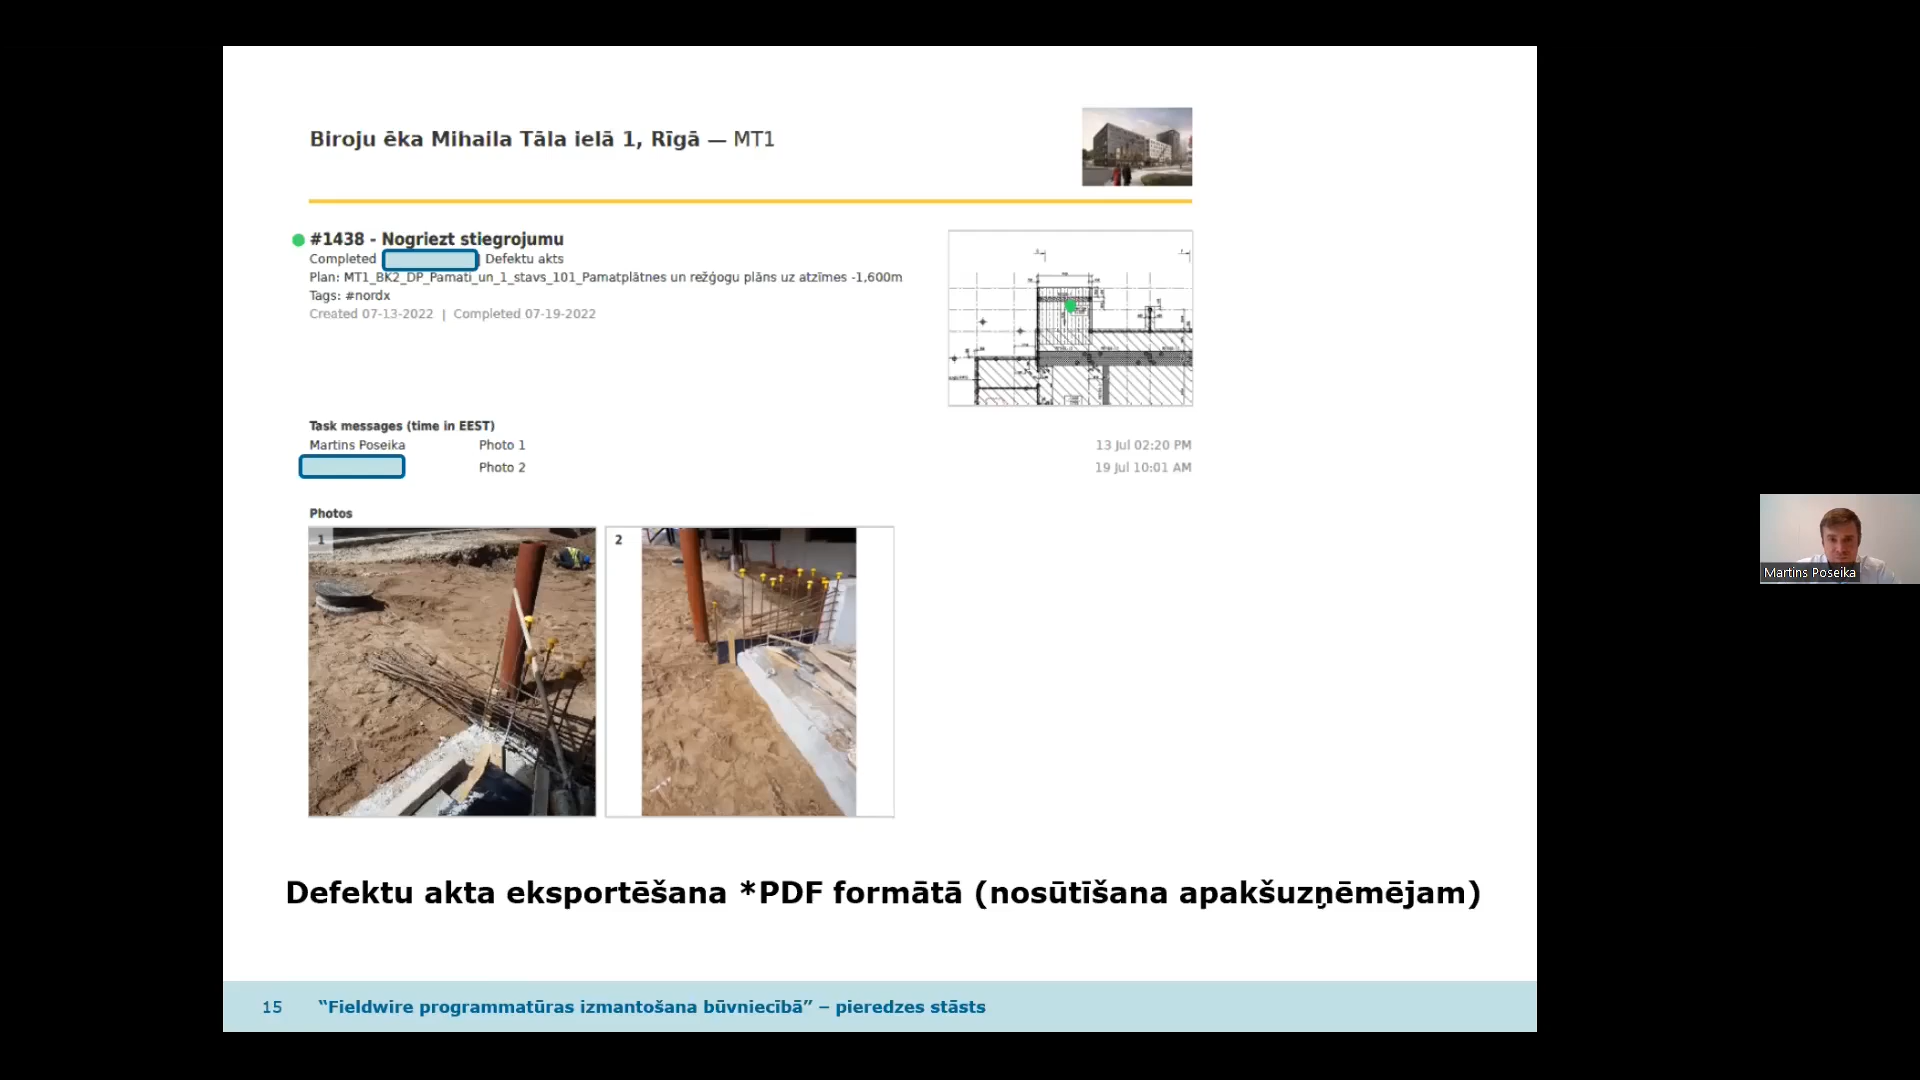 Biroju ēka Mihaila Tāla ielā 1, Rīgā — MT1
#1438 - Nogriezt stiegrojumu
Completed Defektu akts
Plan: MT1_BK2_DP_Pamati_un_1_stavs_101_Pamatplātnes un režģogu plāns uz atzīmes -1,600m
Tags: #nordx
Created 07-13-2022 | Completed 07-19-2022
Task messages (time in EEST)
Martins Poseika Photo 1 13 Jul 02:20 PM
Photo 2 19 Jul 10:01 AM
Photos
1
2
Martins Poseika
Defektu akta eksportēšana *PDF formātā (nosūtīšana apakšuzņēmējam)
15 “Fieldwire programmatūras izmantošana būvniecībā” – pieredzes stāsts